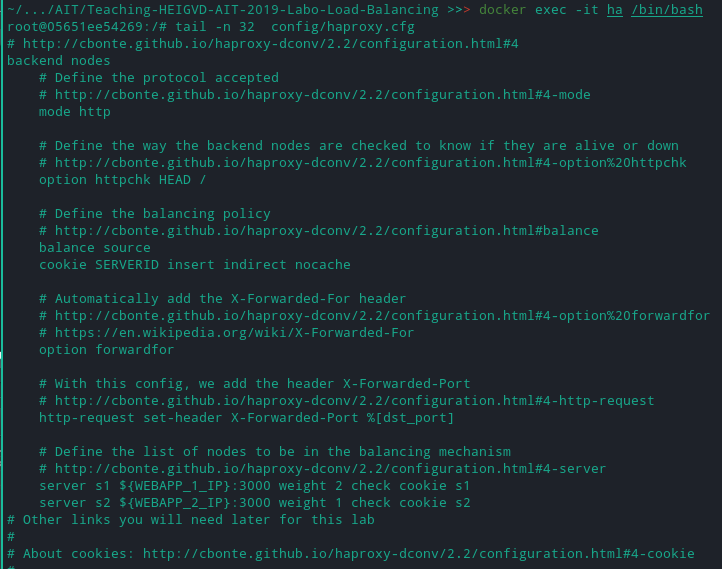 ~/.../AIT/Teaching-HEIGVD-AIT-2019-Labo-Load-Balancing >>> docker exec -it ha /bin/bash
root@05651ee54269:/# tail -n 32  config/haproxy.cfg
# http://cbonte.github.io/haproxy-dconv/2.2/configuration.html#4
backend nodes
    # Define the protocol accepted
    # http://cbonte.github.io/haproxy-dconv/2.2/configuration.html#4-mode
    mode http

    # Define the way the backend nodes are checked to know if they are alive or down
    # http://cbonte.github.io/haproxy-dconv/2.2/configuration.html#4-option%20httpchk
    option httpchk HEAD /

    # Define the balancing policy
    # http://cbonte.github.io/haproxy-dconv/2.2/configuration.html#balance
    balance source
    cookie SERVERID insert indirect nocache

    # Automatically add the X-Forwarded-For header
    # http://cbonte.github.io/haproxy-dconv/2.2/configuration.html#4-option%20forwardfor
    # https://en.wikipedia.org/wiki/X-Forwarded-For
    option forwardfor

    # With this config, we add the header X-Forwarded-Port
    # http://cbonte.github.io/haproxy-dconv/2.2/configuration.html#4-http-request
    http-request set-header X-Forwarded-Port %[dst_port]

    # Define the list of nodes to be in the balancing mechanism
    # http://cbonte.github.io/haproxy-dconv/2.2/configuration.html#4-server
    server s1 ${WEBAPP_1_IP}:3000 weight 2 check cookie s1
    server s2 ${WEBAPP_2_IP}:3000 weight 1 check cookie s2
# Other links you will need later for this lab
#
# About cookies: http://cbonte.github.io/haproxy-dconv/2.2/configuration.html#4-cookie
#